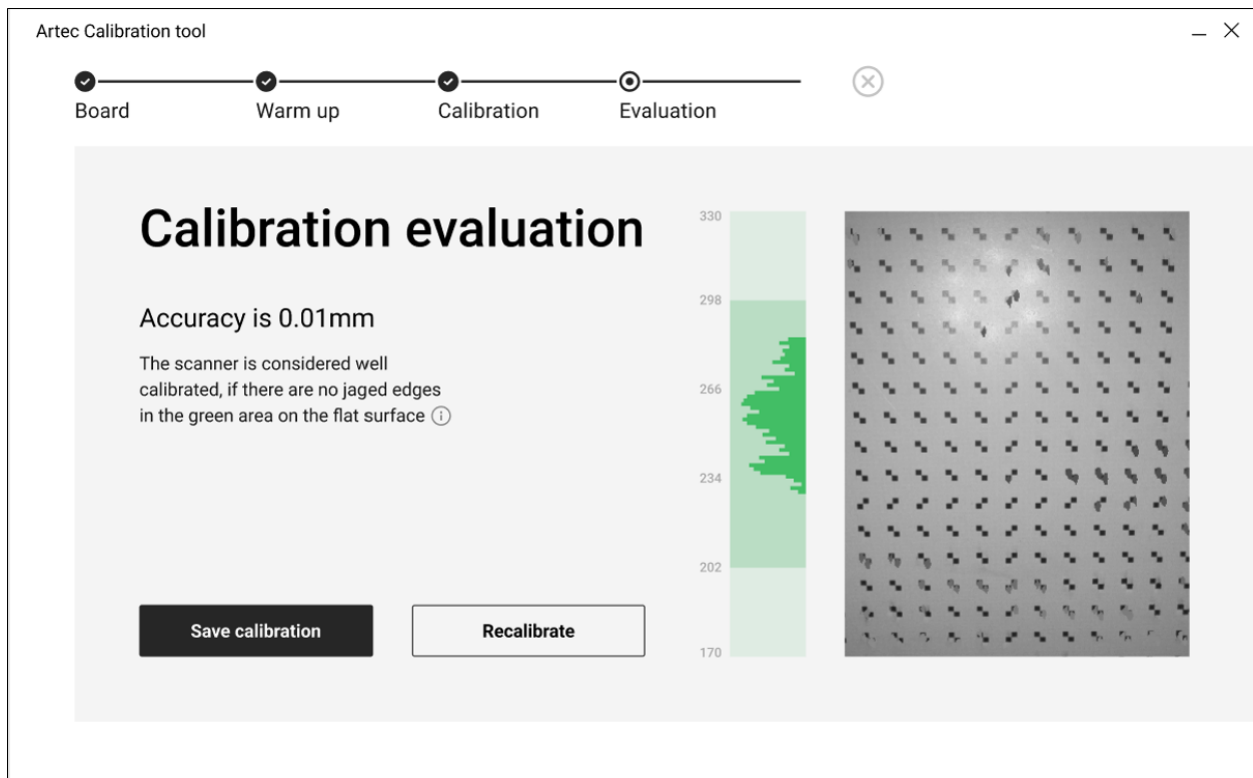 Artec Calibration tool
Board
Warm up
Calibration
Evaluation
Calibration evaluation
Accuracy is 0.01mm
The scanner is considered well
calibrated, if there are no jaged edges
in the green area on the flat surface
Save calibration
Recalibrate
330
298
266
234
202
170